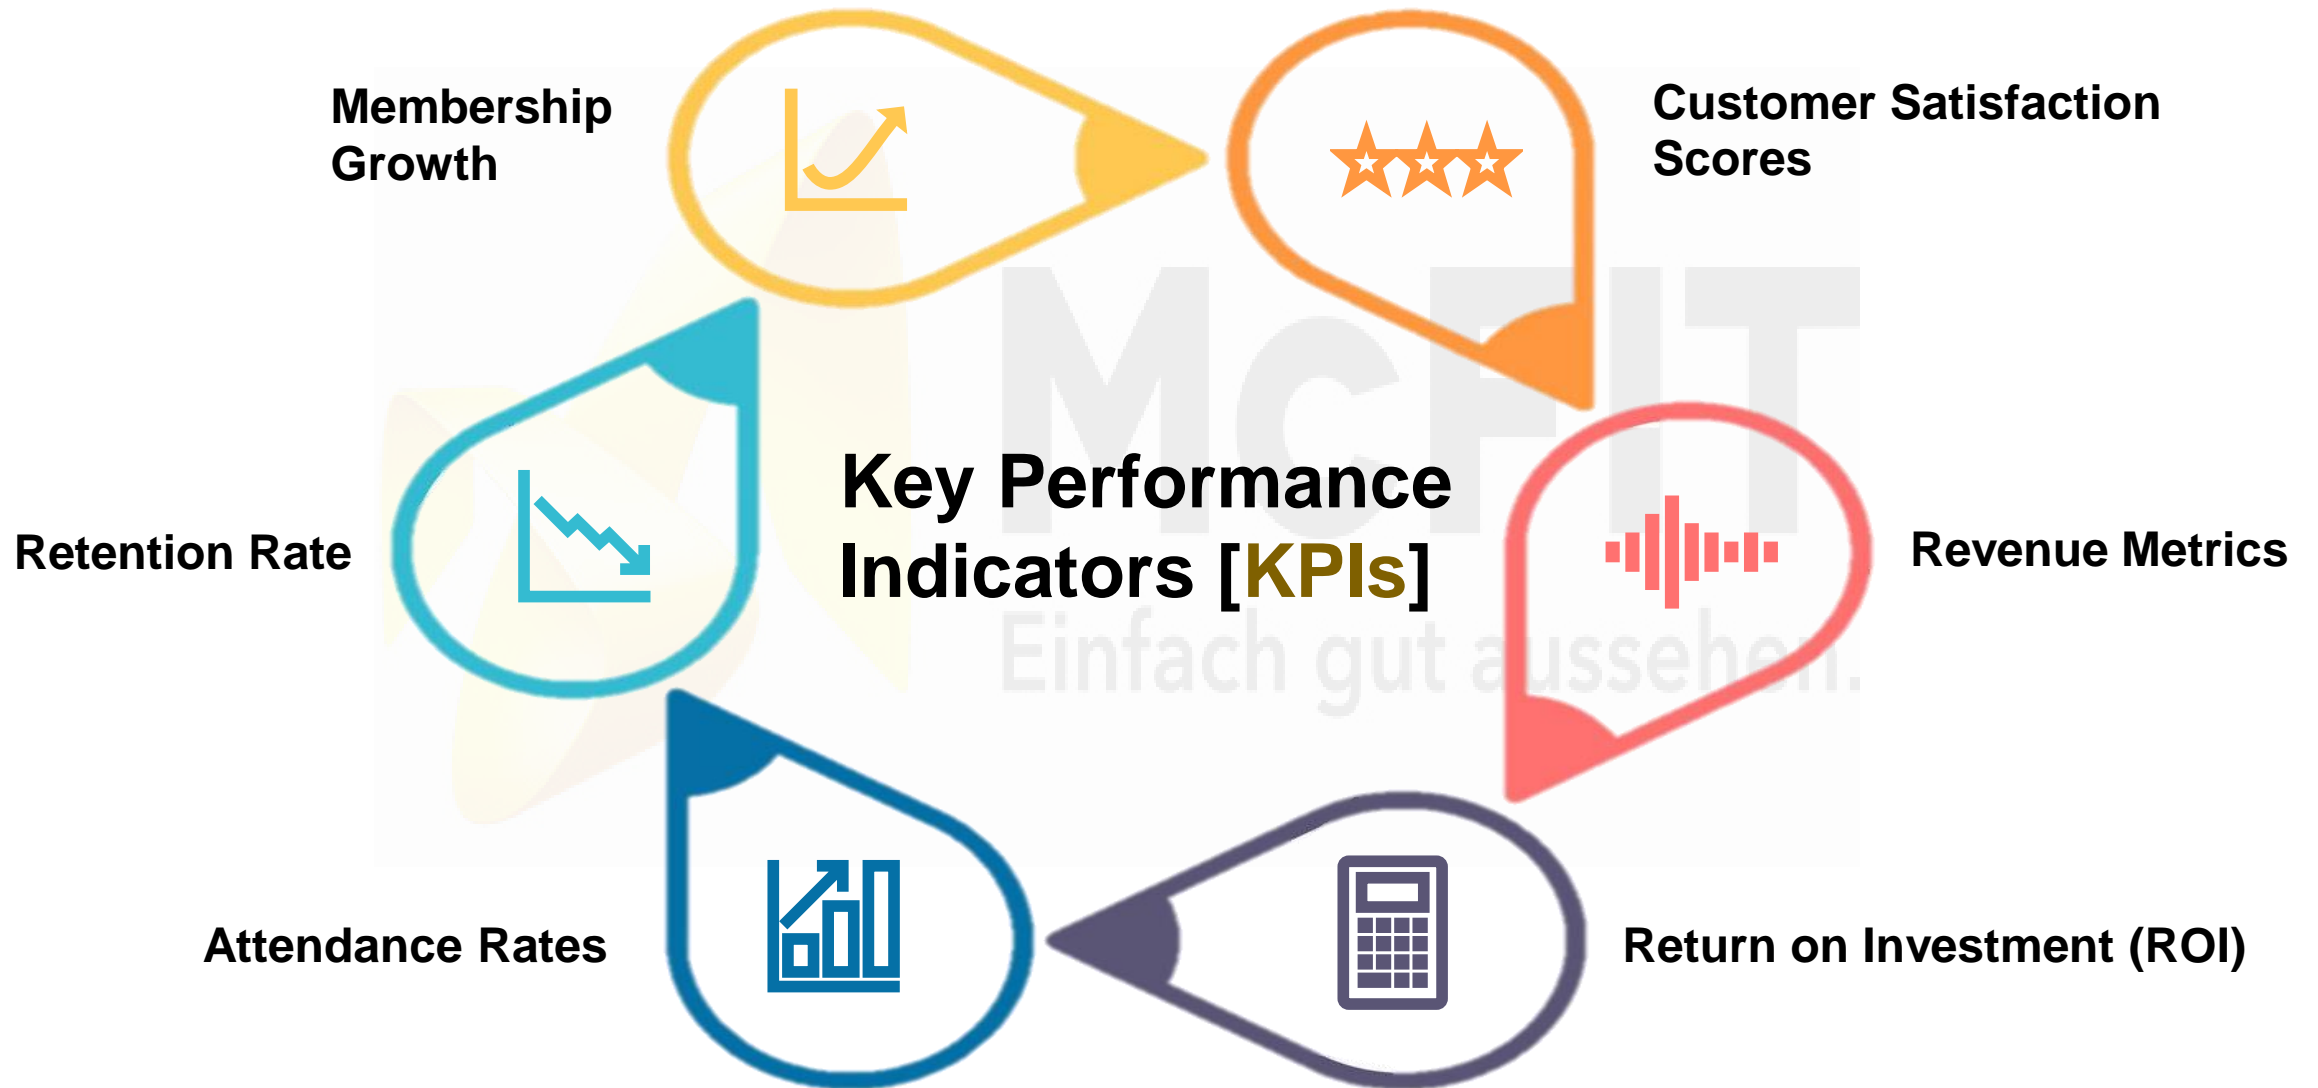 Membership
Growth
Customer Satisfaction
Scores
McFIT
Key Performance
Indicators [KPIs]
Einfach gut aussehen.
Retention Rate
Revenue Metrics
Attendance Rates
Return on Investment (ROI)